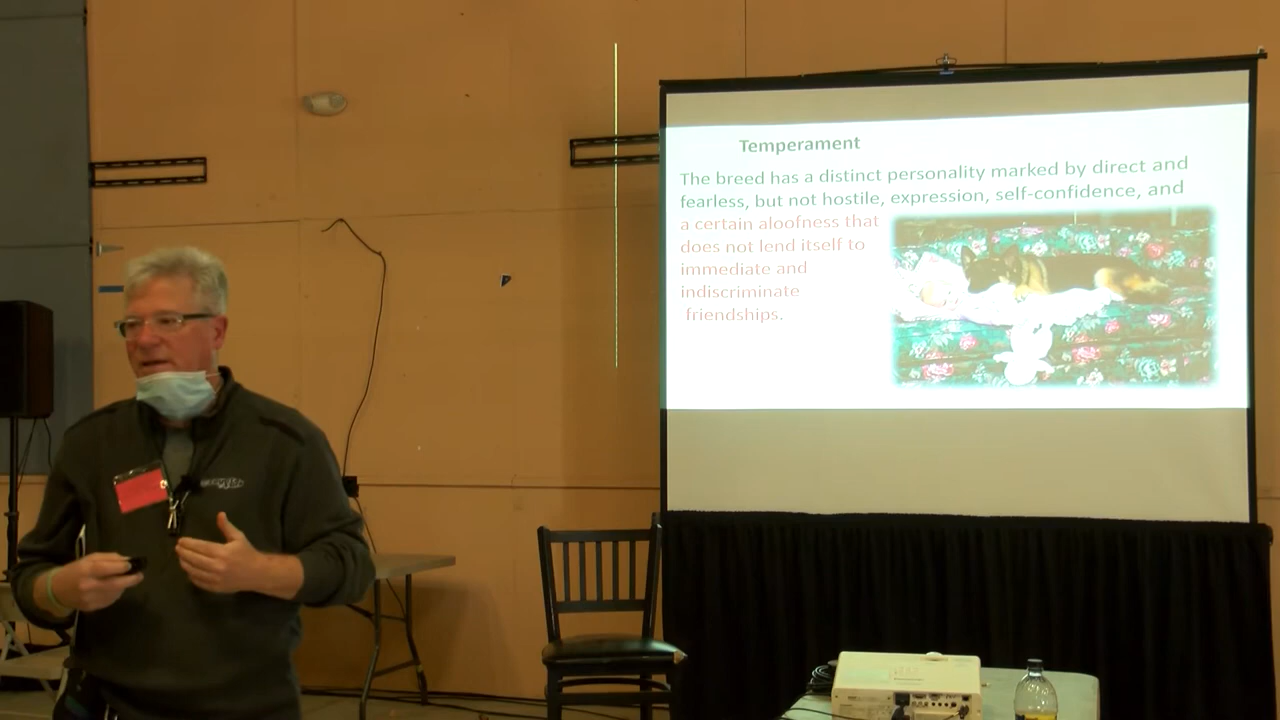 Temperament
The breed has a distinct personality marked by direct and
fearless, but not hostile, expression, self-confidence, and
a certain aloofness that
does not lend itself to
immediate and
indiscriminate
friendships.